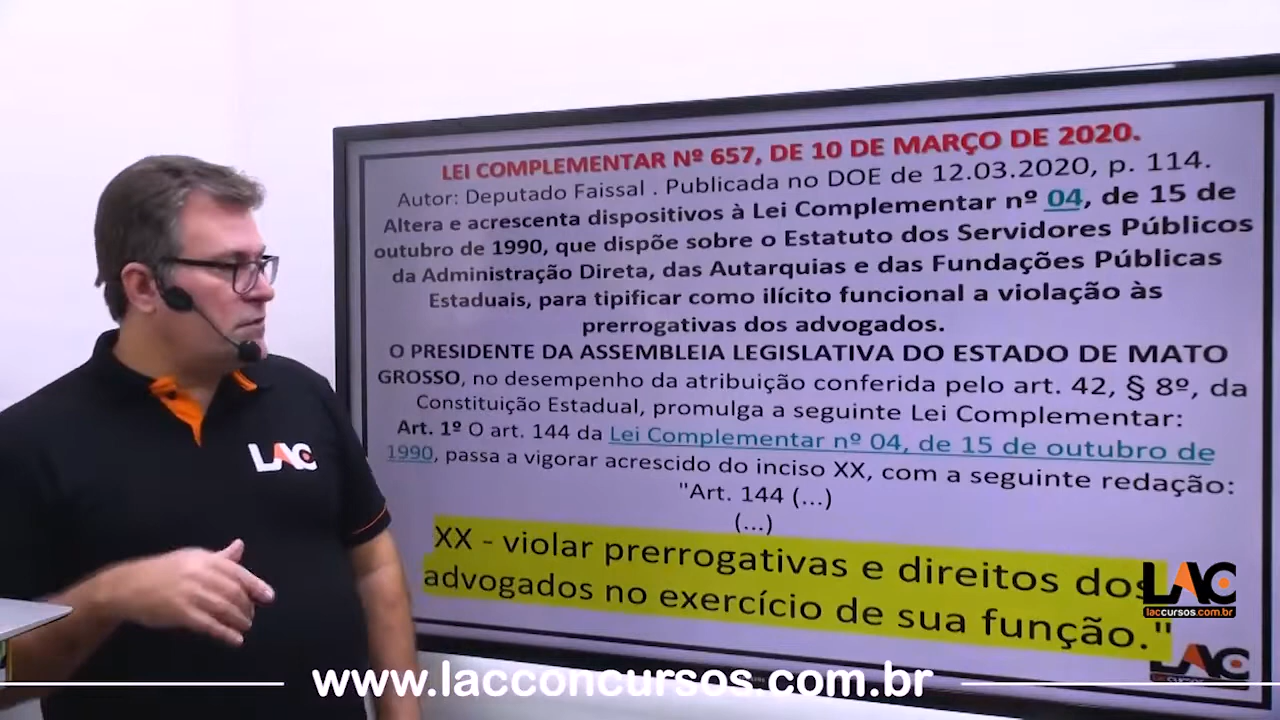 LEI COMPLEMENTAR Nº 657, DE 10 DE MARÇO DE 2020.
Autor: Deputado Faissal . Publicada no DOE de 12.03.2020, p. 114.
Altera e acrescenta dispositivos à Lei Complementar nº 04, de 15 de
outubro de 1990, que dispõe sobre o Estatuto dos Servidores Públicos
da Administração Direta, das Autarquias e das Fundações Públicas
Estaduais, para tipificar como ilícito funcional a violação às
prerrogativas dos advogados.
O PRESIDENTE DA ASSEMBLEIA LEGISLATIVA DO ESTADO DE MATO
GROSSO, no desempenho da atribuição conferida pelo art. 42, § 8º, da
Constituição Estadual, promulga a seguinte Lei Complementar:
Art. 1º O art. 144 da Lei Complementar nº 04, de 15 de outubro de
1990, passa a vigorar acrescido do inciso XX, com a seguinte redação:
"Art. 144 (...)
(...)
XX - violar prerrogativas e direitos dos
advogados no exercício de sua função."
LAC
LAC
laccursos.com.br
LAC
www.lacconcursos.com.br